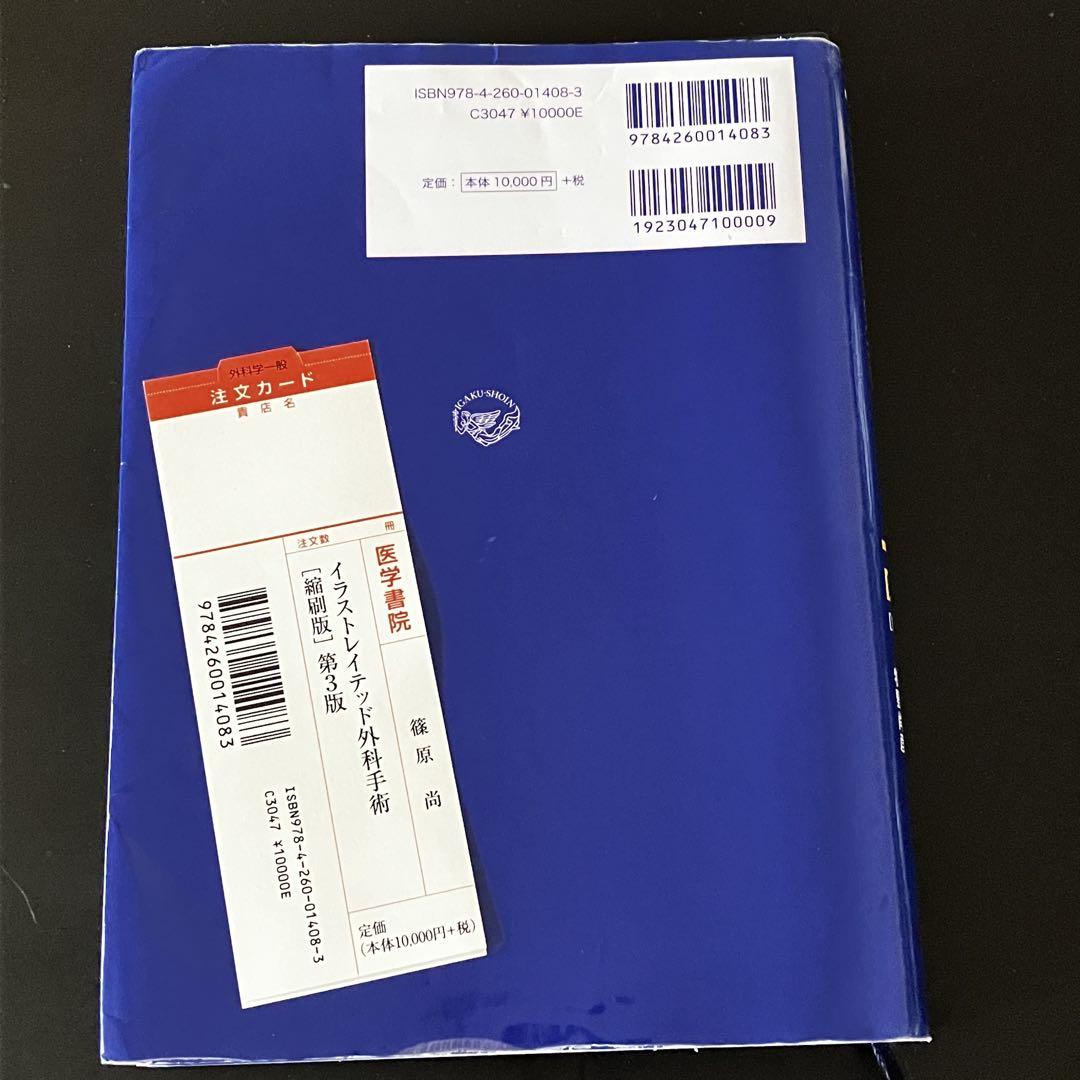 ISBN978-4-260-01408-3
C3047 ¥10000E
9784260014083
定価：本体10,000円+税
1923047100009
IGAKU-SHOIN
外科学一般
注文カード
貴店名
注文数
冊
医学書院
篠原 尚
イラストレイテッド外科手術
［縮刷版］第3版
9784260014083
ISBN978-4-260-01408-3
C3047 ¥10000E
定価
(本体10,000円+税)